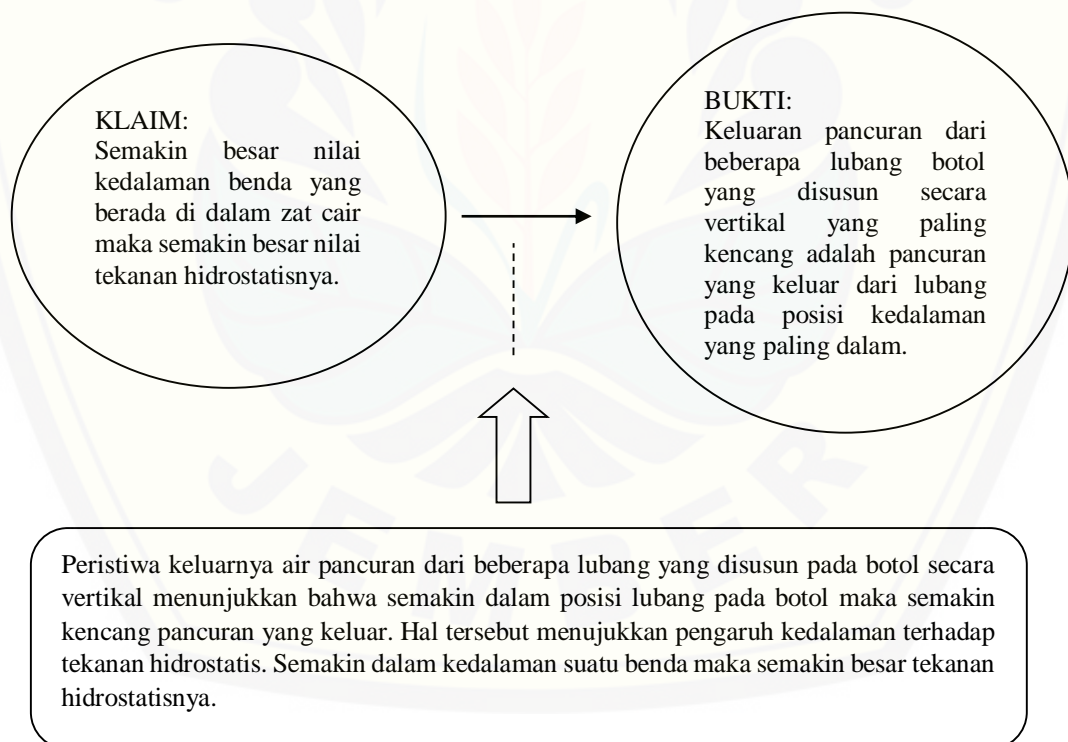 KLAIM:
Semakin besar nilai
kedalaman benda yang
berada di dalam zat cair
maka semakin besar nilai
tekanan hidrostatisnya.
BUKTI:
Keluaran pancuran dari
beberapa lubang botol
yang disusun secara
vertikal yang paling
kencang adalah pancuran
yang keluar dari lubang
pada posisi kedalaman
yang paling dalam.
JEMBER
Peristiwa keluarnya air pancuran dari beberapa lubang yang disusun pada botol secara
vertikal menunjukkan bahwa semakin dalam posisi lubang pada botol maka semakin
kencang pancuran yang keluar. Hal tersebut menujukkan pengaruh kedalaman terhadap
tekanan hidrostatis. Semakin dalam kedalaman suatu benda maka semakin besar tekanan
hidrostatisnya.